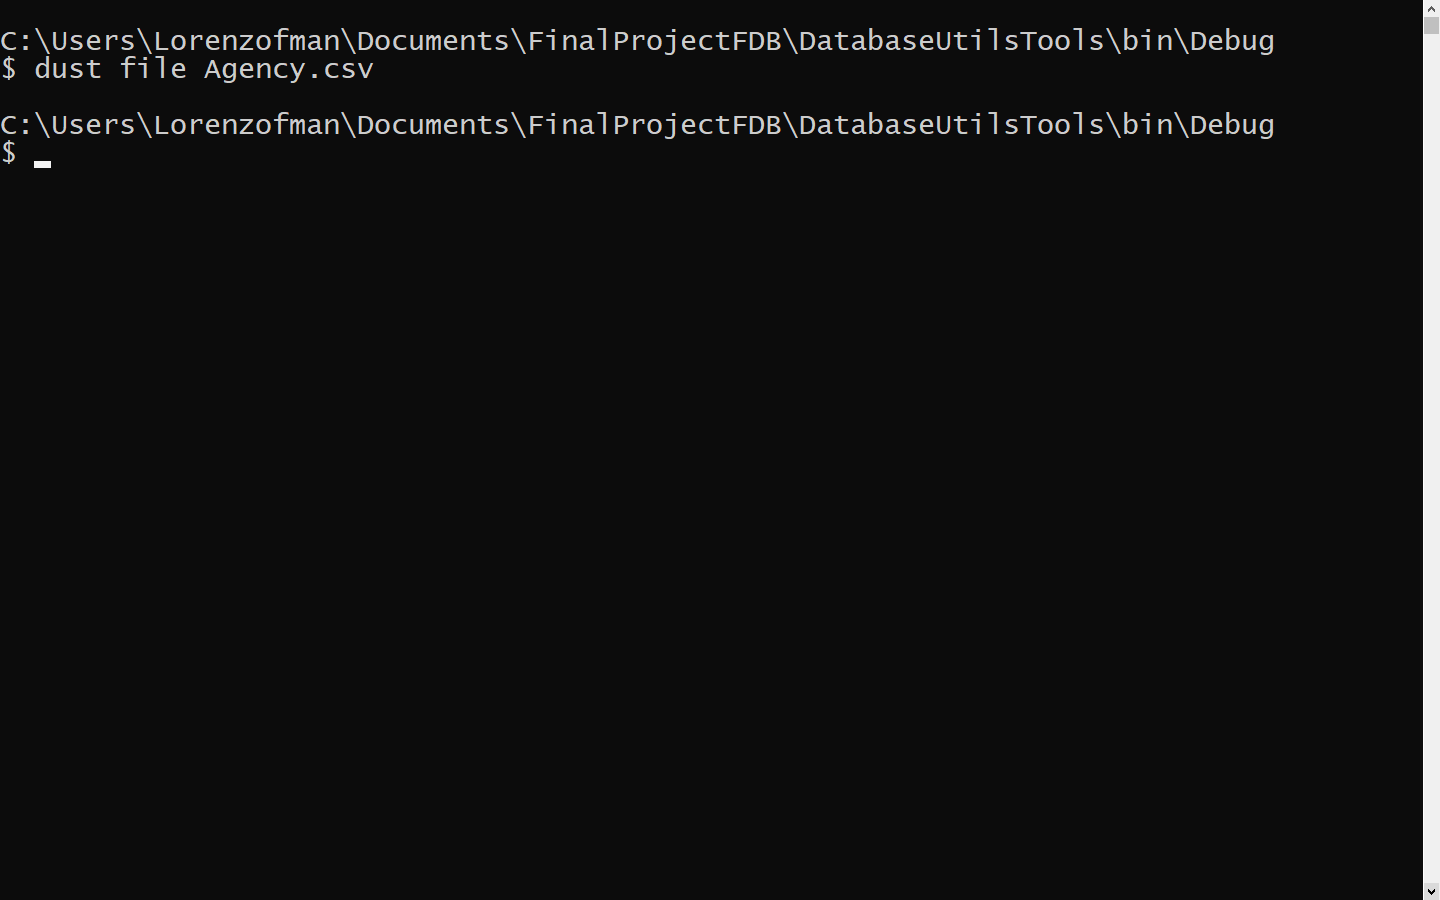 C:\Users\Lorenzofman\Documents\FinalProjectFDB\DatabaseUtilsTools\bin\Debug
$ dust file Agency.csv
C:\Users\Lorenzofman\Documents\FinalProjectFDB\DatabaseUtilsTools\bin\Debug
$